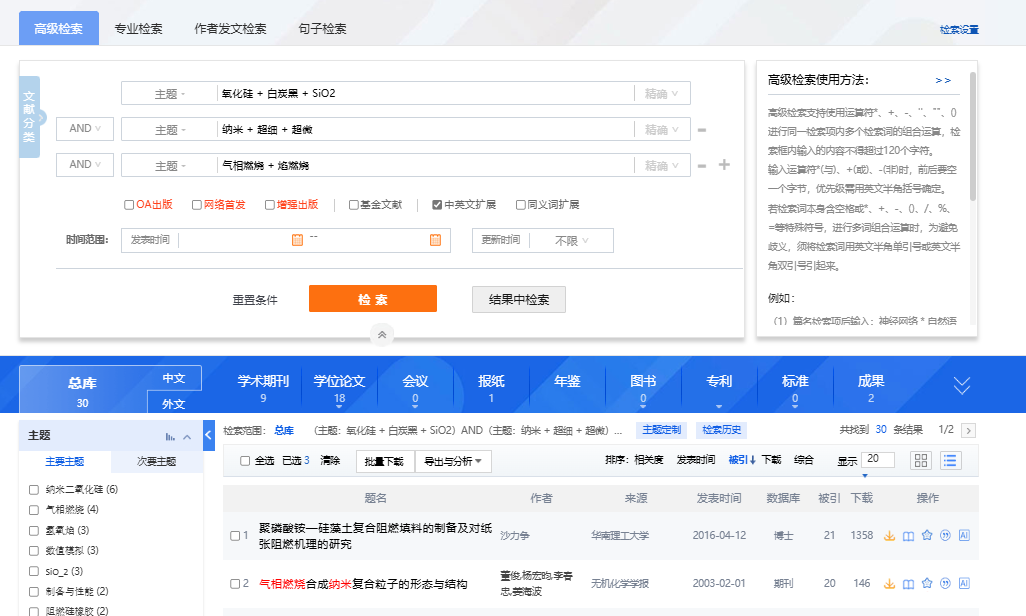 高级检索 专业检索 作者发文检索 句子检索 检索设置
文献分类
主题 氧化硅 + 白炭黑 + SiO2 精确
AND 主题 纳米 + 超细 + 超微 精确
AND 主题 气相燃烧 + 焰燃烧 精确
OA出版 网络首发 增强出版 基金文献 中英文扩展 同义词扩展
时间范围： 发表时间 -- 更新时间 不限
重置条件 检索 结果中检索
高级检索使用方法： >>
高级检索支持使用运算符*、+、-、''、""、()
进行同一检索项内多个检索词的组合运算，检
索框内输入的内容不得超过120个字符。
输入运算符*(与)、+(或)、-(非)时，前后要空
一个字节，优先级需用英文半角括号确定。
若检索词本身含空格或*、+、-、()、/、%、
=等特殊符号，进行多词组合运算时，为避免
歧义，须将检索词用英文半角单引号或英文半
角双引号引起来。
例如：
（1）篇名检索项后输入：神经网络 * 自然语
总库 30 中文 外文
学术期刊 9 学位论文 18 会议 0 报纸 1 年鉴 图书 0 专利 标准 0 成果 2
主题
主要主题 次要主题
纳米二氧化硅 (6)
气相燃烧 (4)
氢氧焰 (3)
数值模拟 (3)
sio_2 (3)
制备与性能 (2)
阻燃硅橡胶 (2)
检索范围： 总库 （主题：氧化硅 + 白炭黑 + SiO2）AND（主题：纳米 + 超细 + 超微）... 主题定制 检索历史 共找到 30 条结果 1/2 >
全选 已选 3 清除 批量下载 导出与分析 排序： 相关度 发表时间 被引↓ 下载 综合 显示 20
题名 作者 来源 发表时间 数据库 被引 下载 操作
1 聚磷酸铵—硅藻土复合阻燃填料的制备及对纸张阻燃机理的研究 沙力争 华南理工大学 2016-04-12 博士 21 1358 AI
2 气相燃烧合成纳米复合粒子的形态与结构 董俊,杨宏昀,李春忠,姜海波 无机化学学报 2003-02-01 期刊 20 146 AI